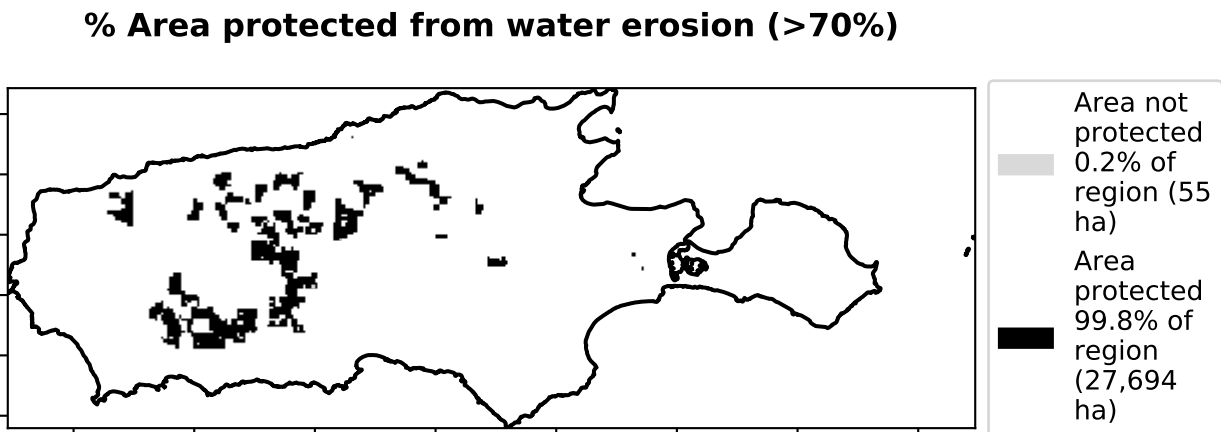 % Area protected from water erosion (>70%)
Area not
protected
0.2% of
region (55
ha)
Area
protected
99.8% of
region
(27,694
ha)